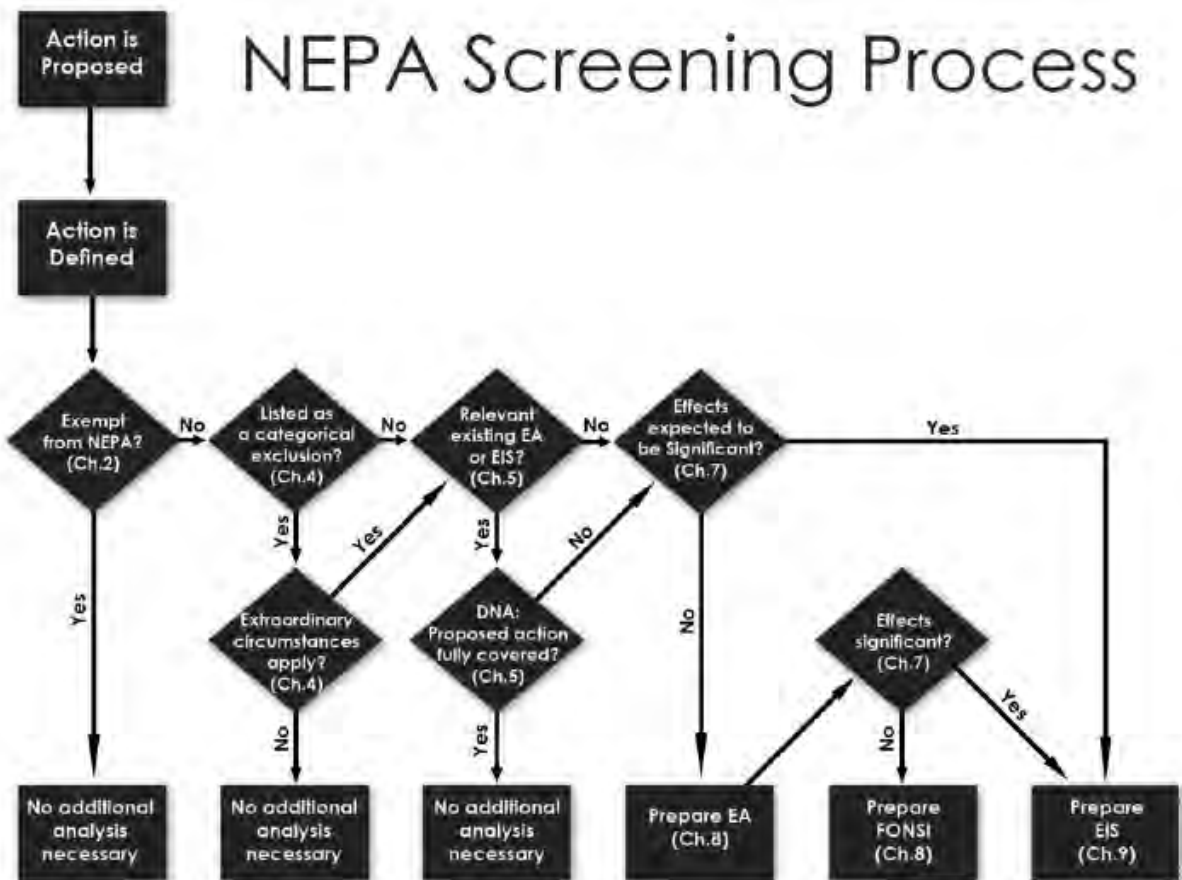 NEPA Screening Process
Action is
Proposed
Action is
Defined
Exempt
from NEPA?
(Ch.2)
No
Listed as
a categorical
exclusion?
(Ch.4)
No
Relevant
existing EA
or EIS?
(Ch.5)
No
Effects
expected to
be Significant?
(Ch.7)
Yes
Yes
Yes
Yes
Yes
No
No
Extraordinary
circumstances
apply?
(Ch.4)
DNA:
Proposed action
fully covered?
(Ch.5)
Effects
significant?
(Ch.7)
No
Yes
No
Yes
No additional
analysis
necessary
No additional
analysis
necessary
No additional
analysis
necessary
Prepare EA
(Ch.8)
Prepare
FONSI
(Ch.8)
Prepare
EIS
(Ch.9)